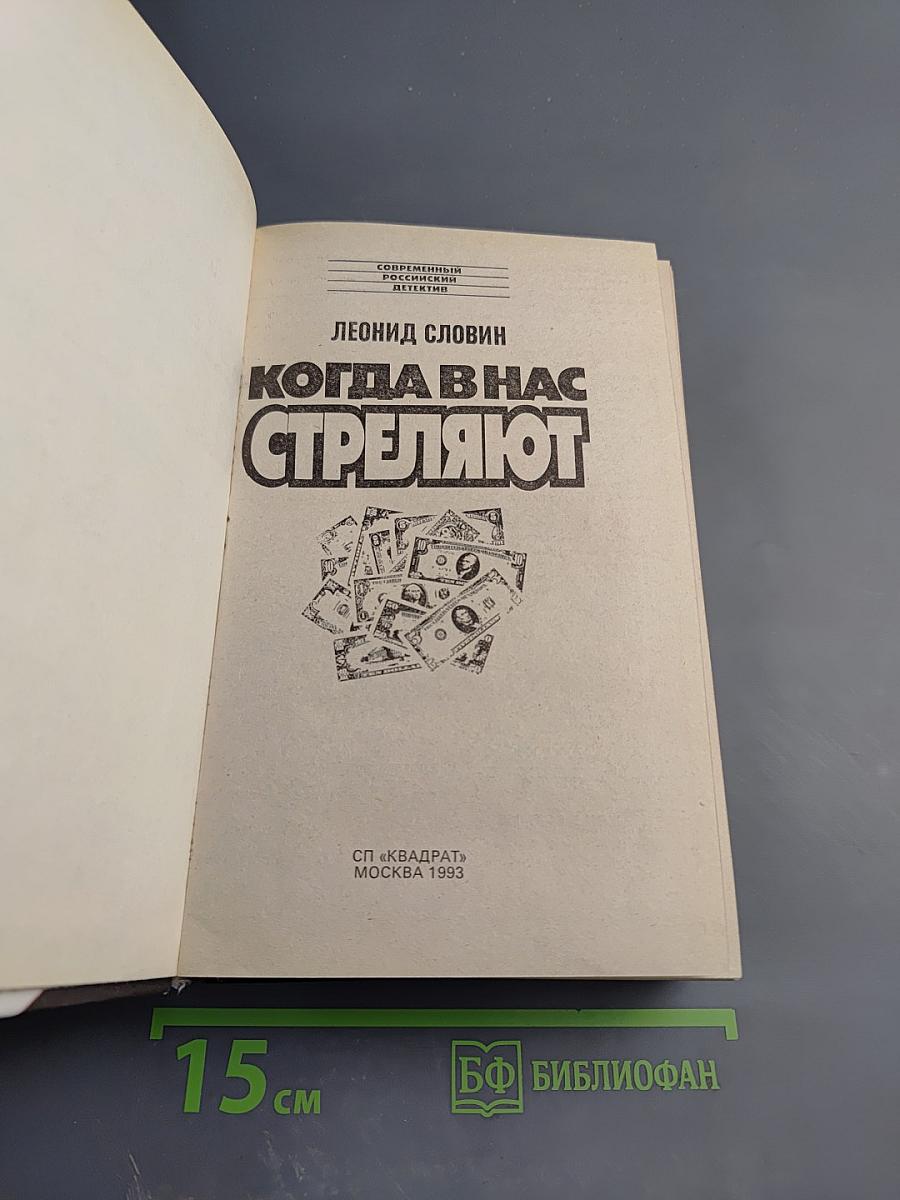 СОВРЕМЕННЫЙ
РОССИЙСКИЙ
ДЕТЕКТИВ
ЛЕОНИД СЛОВИН
КОГДА В НАС
СТРЕЛЯЮТ
СП «КВАДРАТ»
МОСКВА 1993
15 см
БФ БИБЛИОФАН